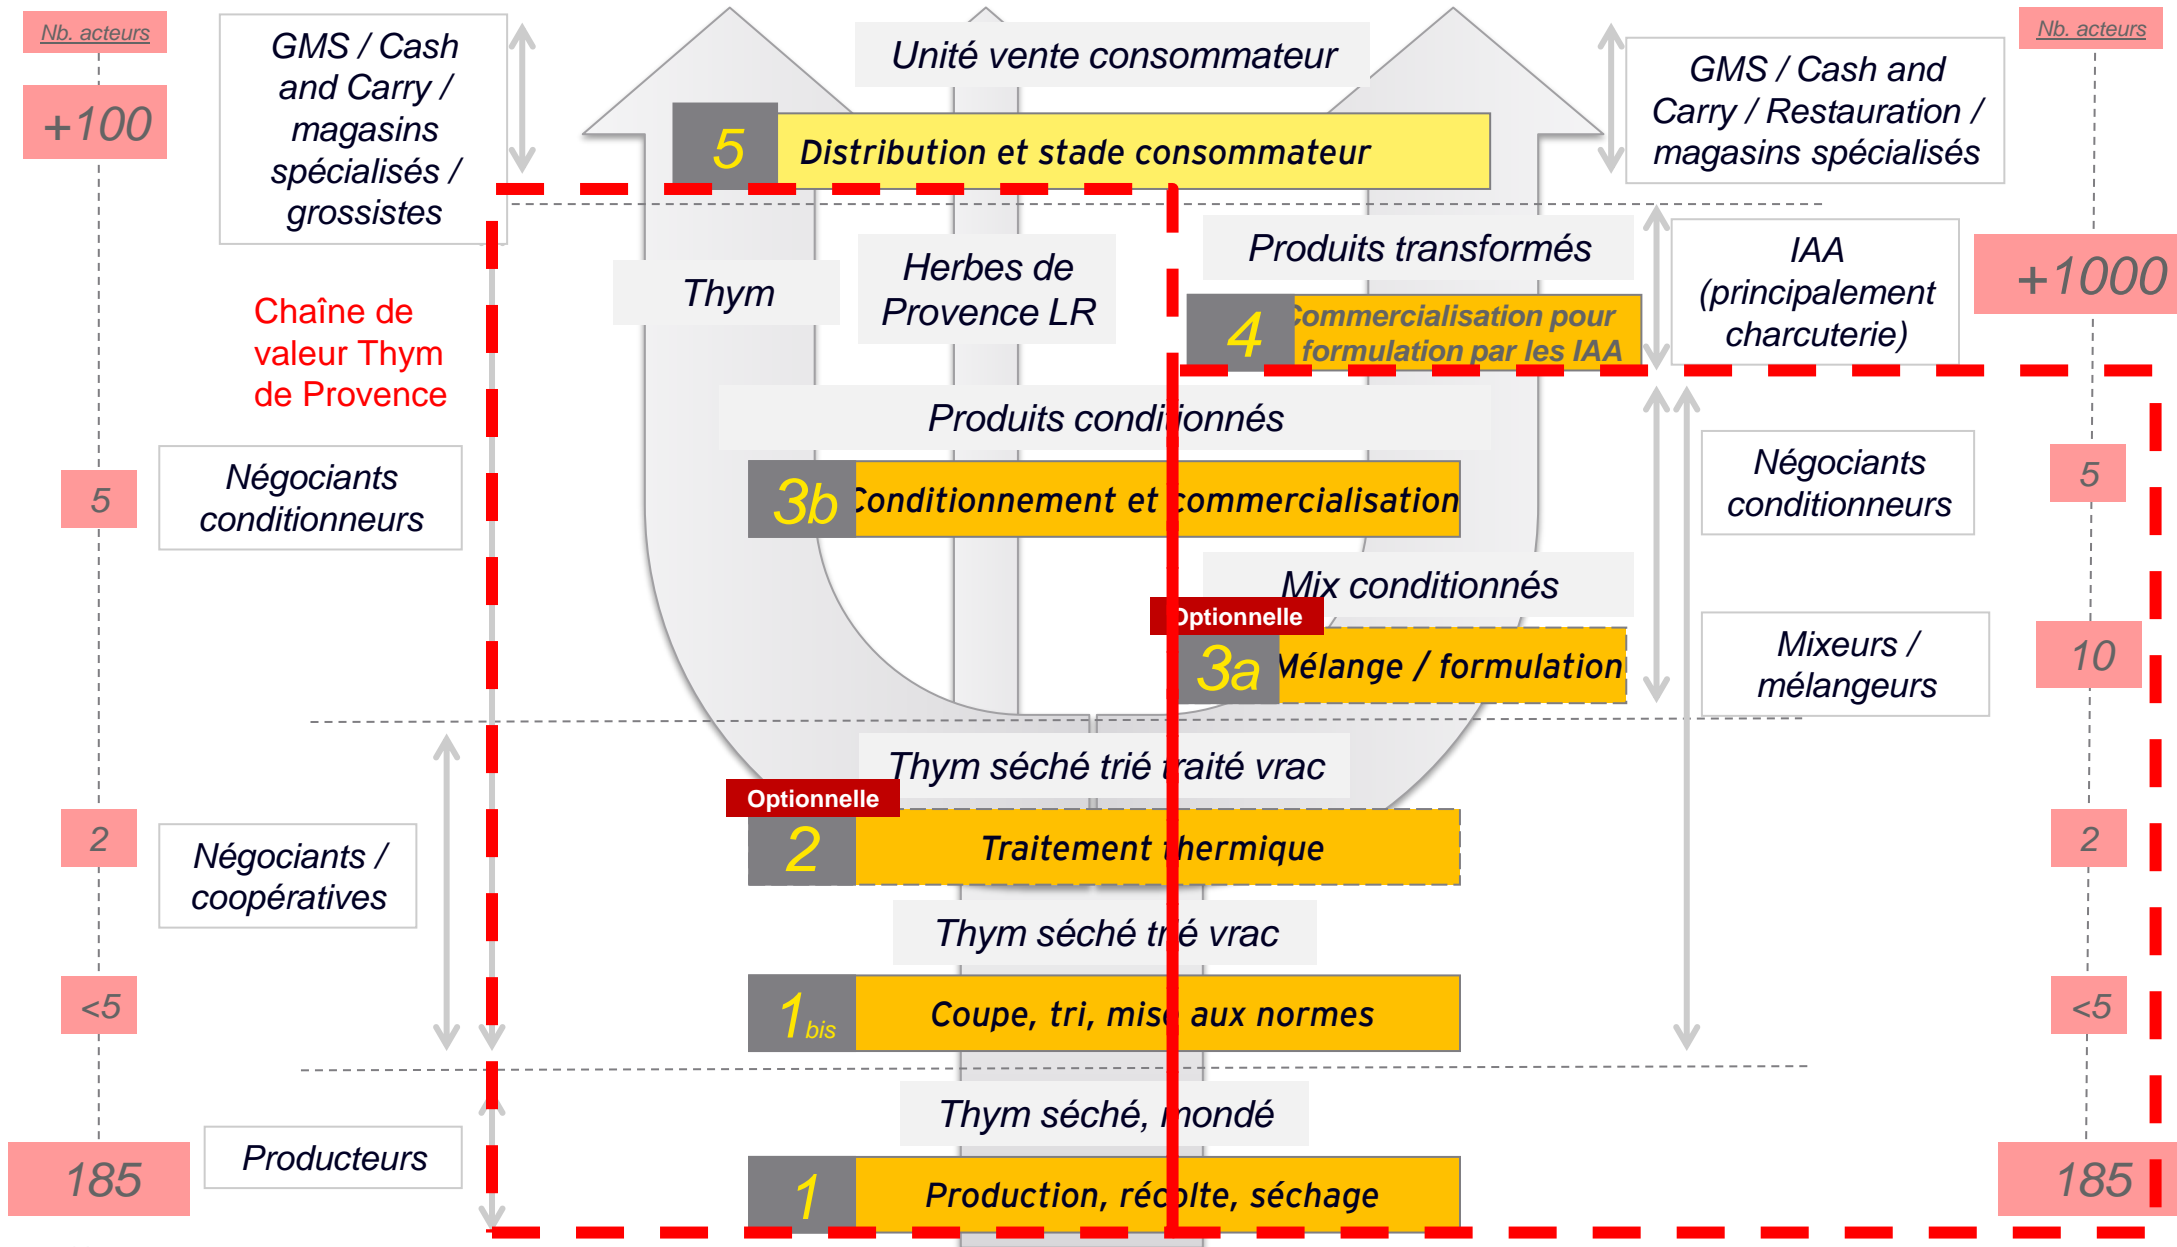 Nb. acteurs
+100
GMS / Cash
and Carry /
magasins
spécialisés /
grossistes
Unité vente consommateur
5
Distribution et stade consommateur
GMS / Cash and
Carry / Restauration /
magasins spécialisés
Nb. acteurs
+1000
Thym
Herbes de
Provence LR
Produits transformés
4
Commercialisation pour
formulation par les IAA
IAA
(principalement
charcuterie)
Chaîne de
valeur Thym
de Provence
Produits conditionnés
5
Négociants
conditionneurs
3b
Conditionnement et commercialisation
Négociants
conditionneurs
5
Mix conditionnés
Optionnelle
3a
Mélange / formulation
Mixeurs /
mélangeurs
10
Thym séché trié traité vrac
Optionnelle
2
Négociants /
coopératives
2
Traitement thermique
2
Thym séché trié vrac
<5
1bis
Coupe, tri, mise aux normes
<5
Thym séché, mondé
185
Producteurs
1
Production, récolte, séchage
185